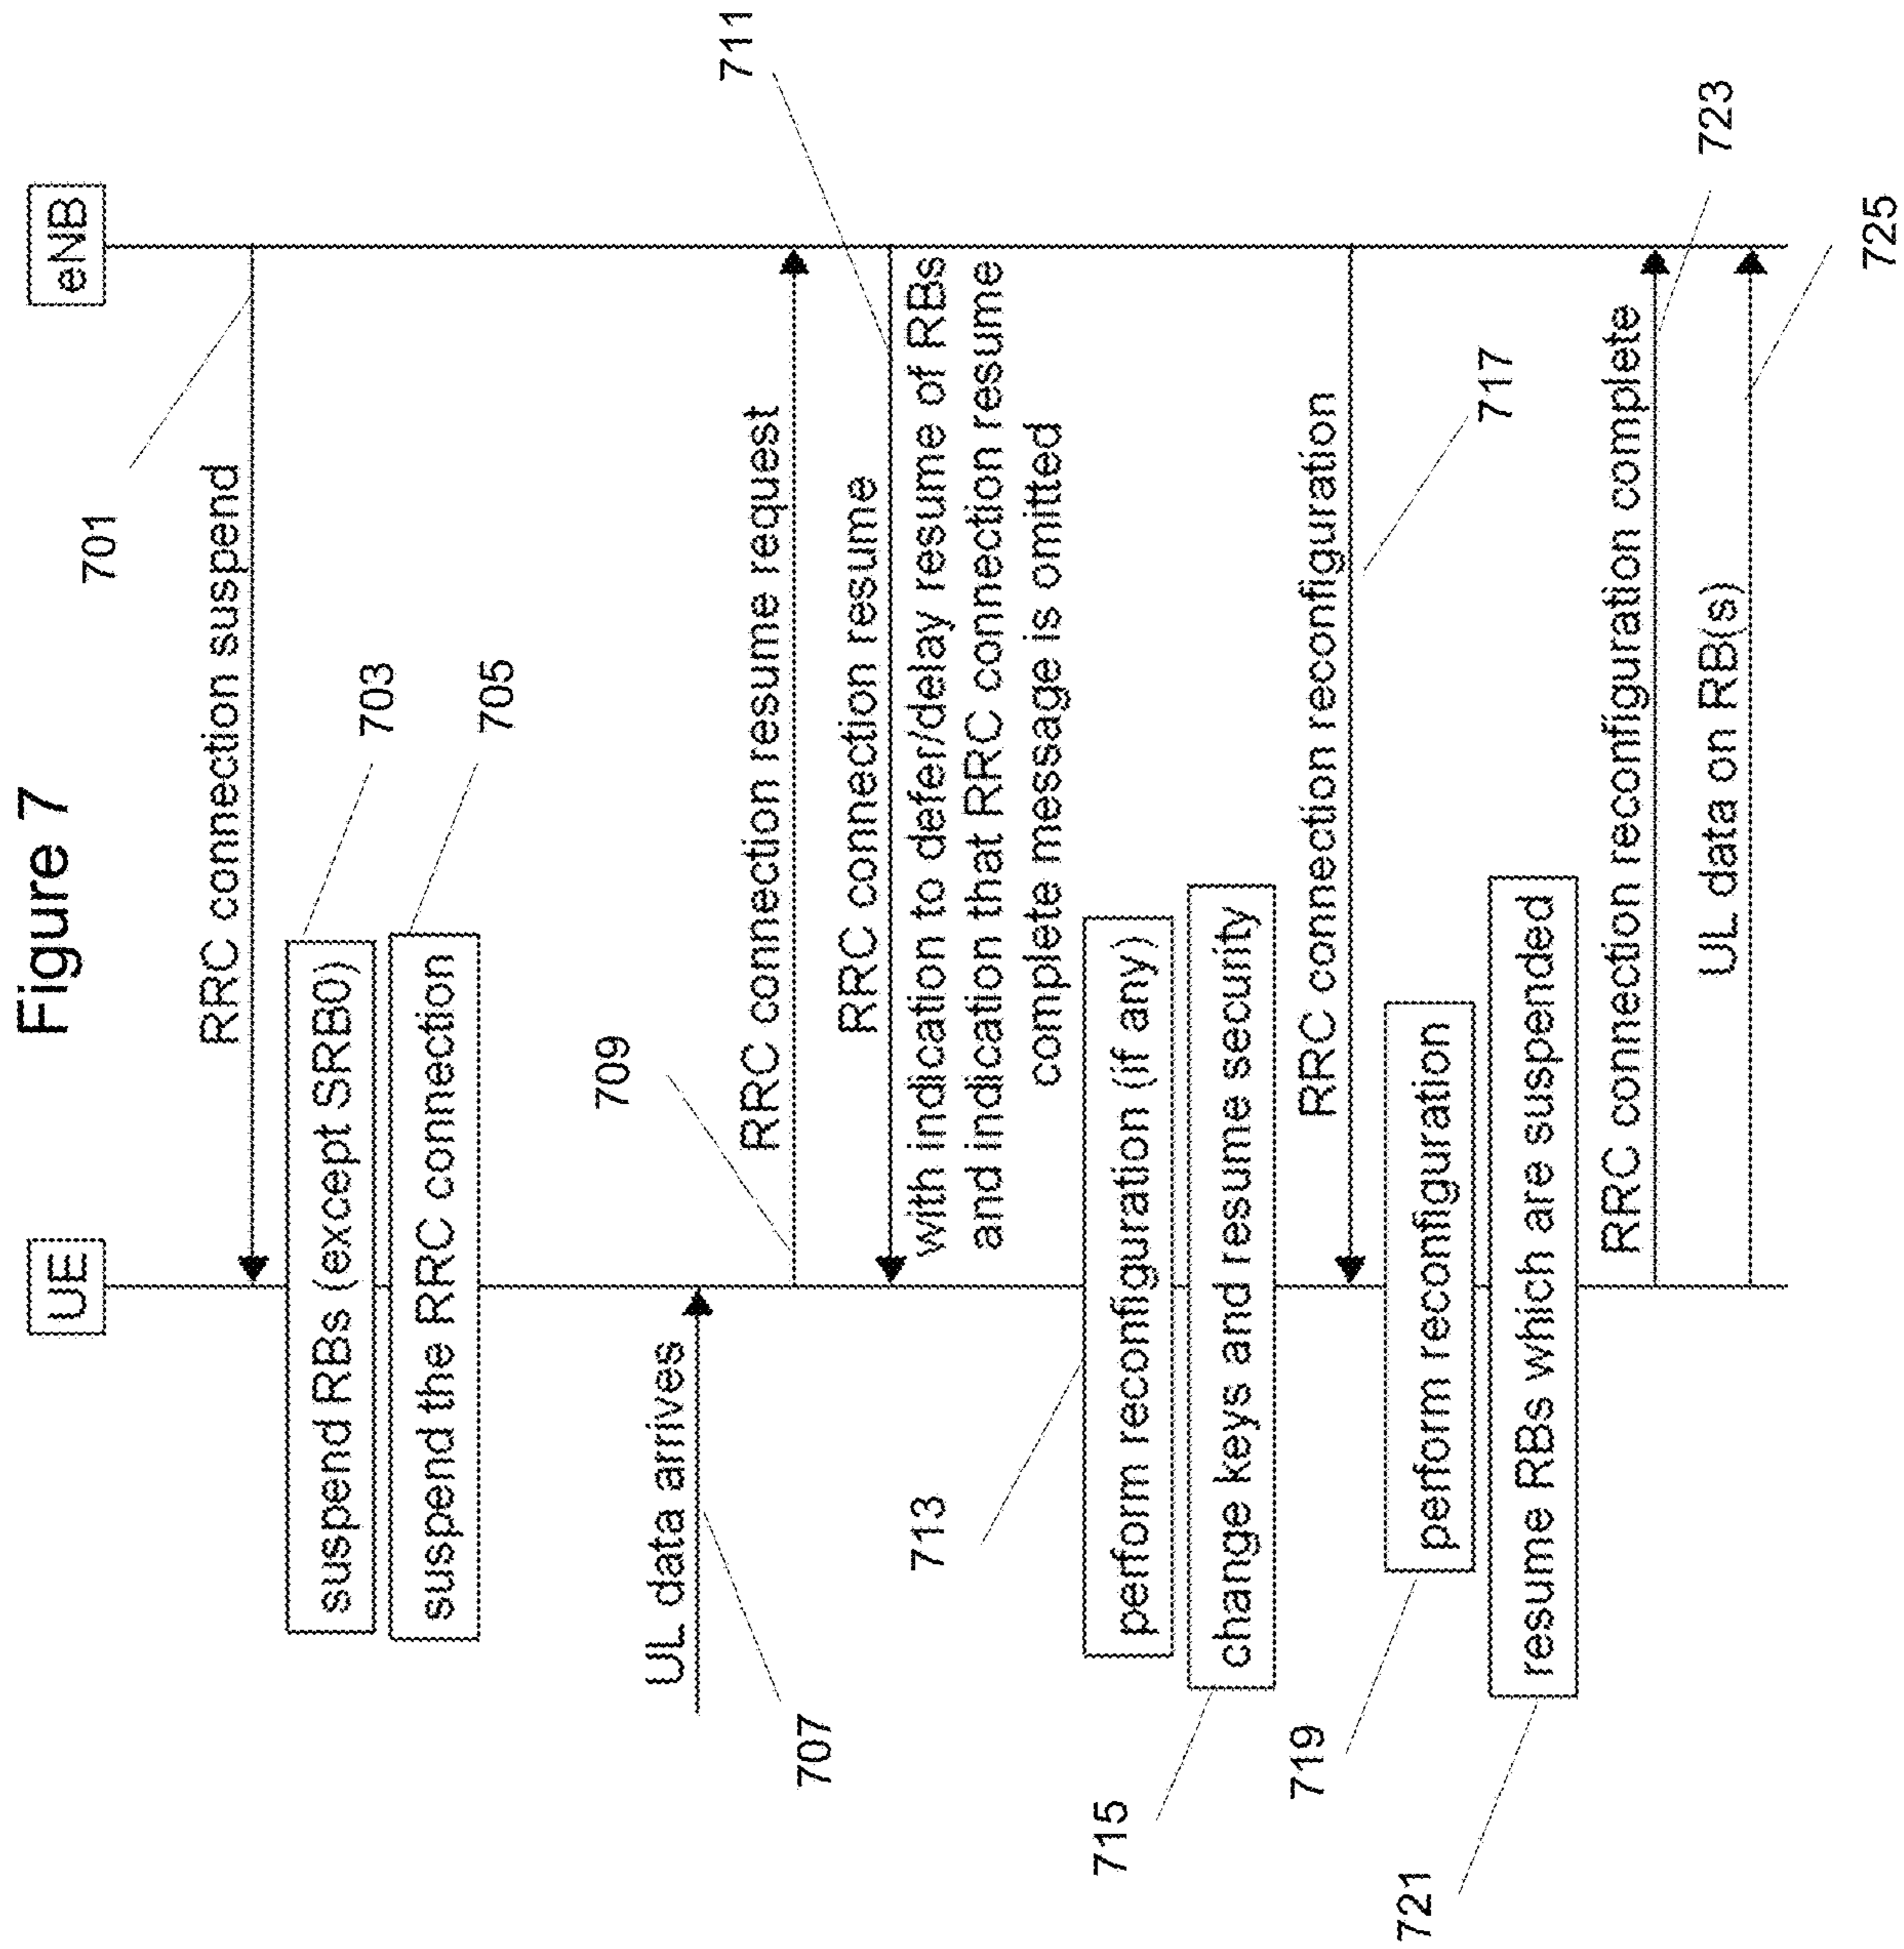 Figure 7
UE
eNB
701
RRC connection suspend
suspend RBs (except SRB0)
703
suspend the RRC connection
705
UL data arrives
707
709
RRC connection resume request
711
RRC connection resume
with indication to defer/delay resume of RBs
and indication that RRC connection resume
complete message is omitted
713
perform reconfiguration (if any)
715
change keys and resume security
RRC connection reconfiguration
717
719
perform reconfiguration
721
resume RBs which are suspended
RRC connection reconfiguration complete
723
UL data on RB(s)
725